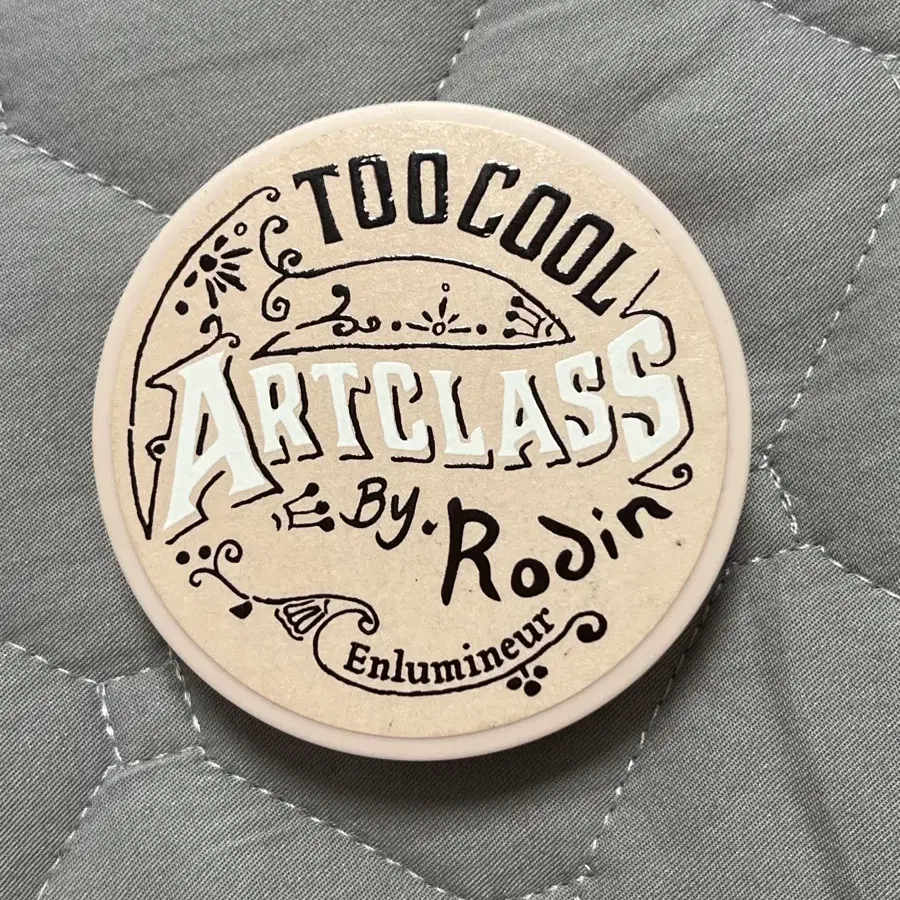 TOO COOL
ARTCLASS
By. Rodin
Enlumineur